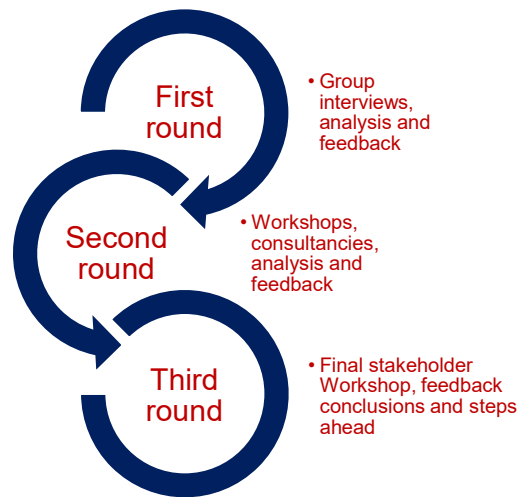 First
round
• Group
interviews,
analysis and
feedback
Second
round
• Workshops,
consultancies,
analysis and
feedback
Third
round
• Final stakeholder
Workshop, feedback
conclusions and steps
ahead